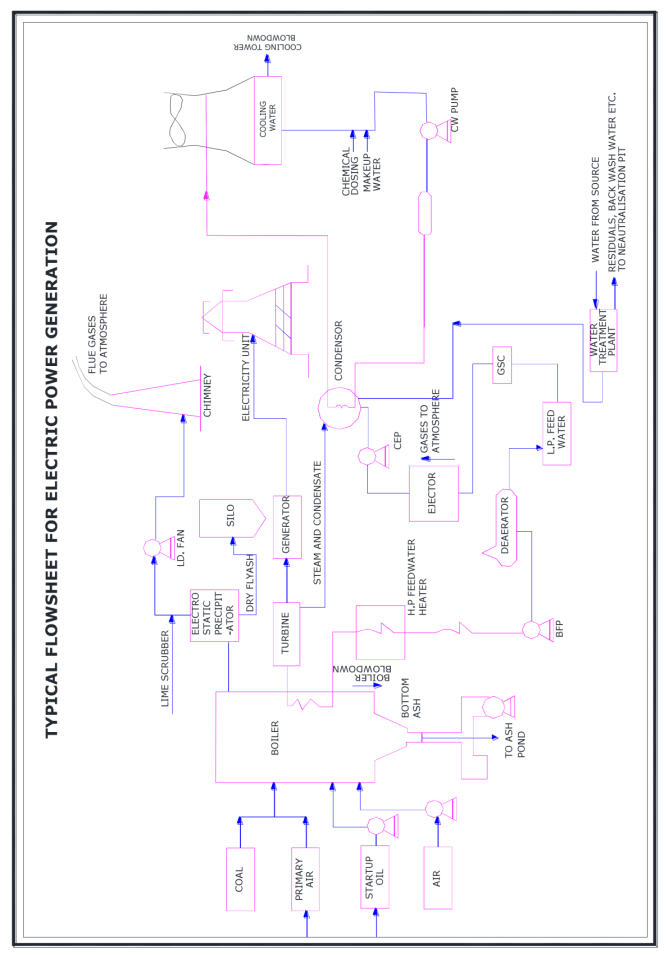 TYPICAL FLOWSHEET FOR ELECTRIC POWER GENERATION
FLUE GASES
TO ATMOSPHERE
CHIMNEY
I.D. FAN
LIME SCRUBBER
ELECTRO
STATIC
PRECIPIT
-ATOR
DRY FLYASH
SILO
COOLING TOWER
BLOWDOWN
COOLING
WATER
ELECTRICITY UNIT
CHEMICAL
DOSING
MAKEUP
WATER
CW PUMP
COAL
PRIMARY
AIR
STARTUP
OIL
AIR
BOILER
TURBINE
GENERATOR
STEAM AND CONDENSATE
CONDENSOR
BOILER
BLOWDOWN
BOTTOM
ASH
TO ASH
POND
H.P FEEDWATER
HEATER
CEP
EJECTOR
GASES TO
ATMOSPHERE
GSC
BFP
DEAERATOR
L.P. FEED
WATER
WATER
TREATMENT
PLANT
WATER FROM SOURCE
RESIDUALS, BACK WASH WATER ETC.
TO NEAUTRALISATION PIT